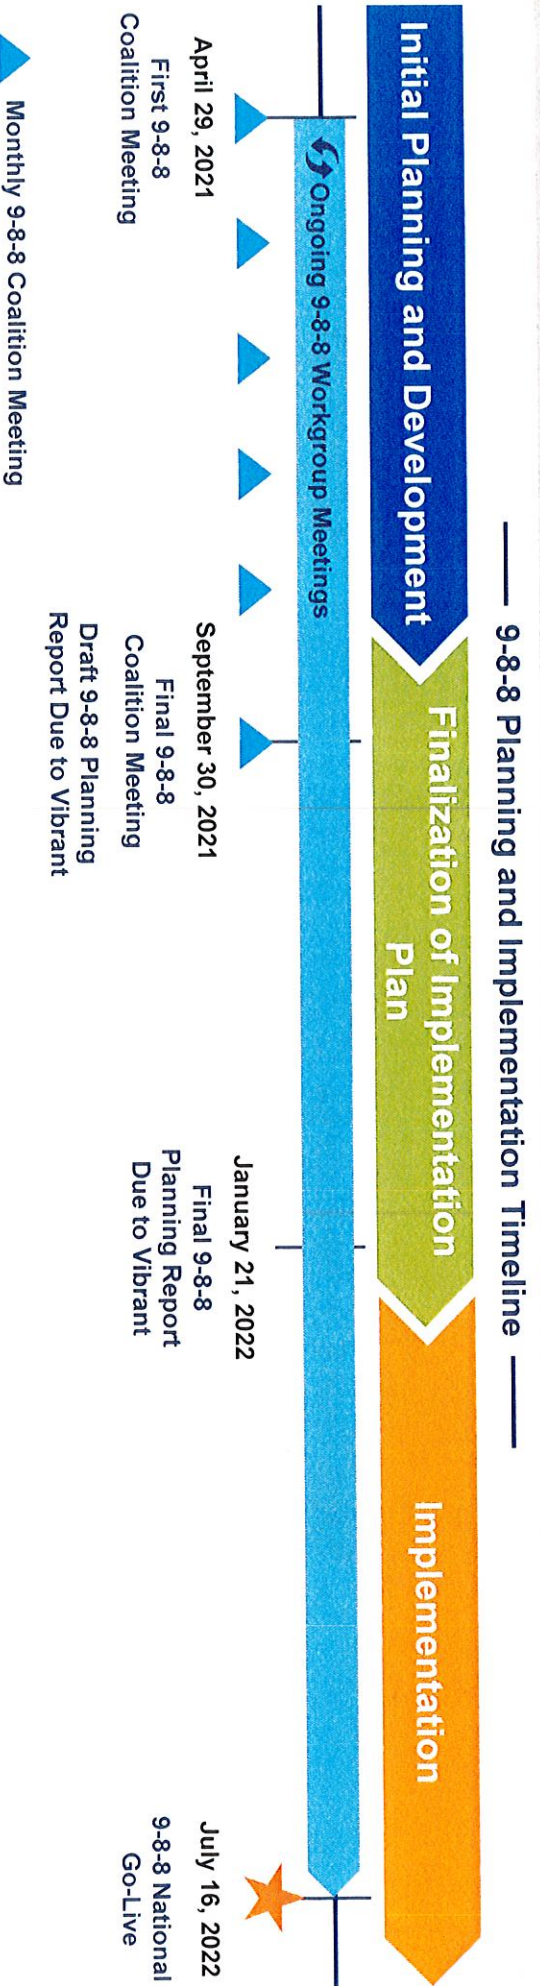 9-8-8 Planning and Implementation Timeline
Initial Planning and Development
Finalization of Implementation
Plan
Implementation
Ongoing 9-8-8 Workgroup Meetings
April 29, 2021
First 9-8-8
Coalition Meeting
September 30, 2021
Final 9-8-8
Coalition Meeting
Draft 9-8-8 Planning
Report Due to Vibrant
January 21, 2022
Final 9-8-8
Planning Report
Due to Vibrant
July 16, 2022
9-8-8 National
Go-Live
Monthly 9-8-8 Coalition Meeting